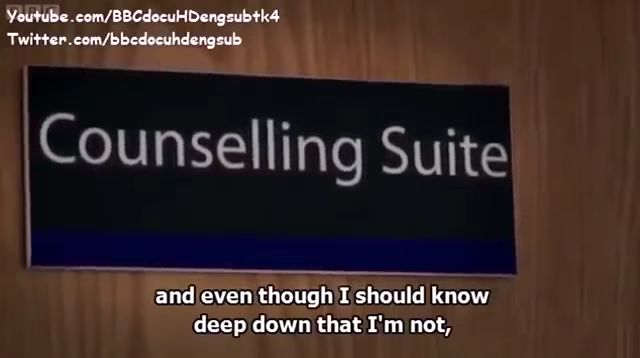 Youtube.com/BBCdocuHDengsubtk4
Twitter.com/bbcdocuhdengsub
Counselling Suite
and even though I should know
deep down that I'm not,